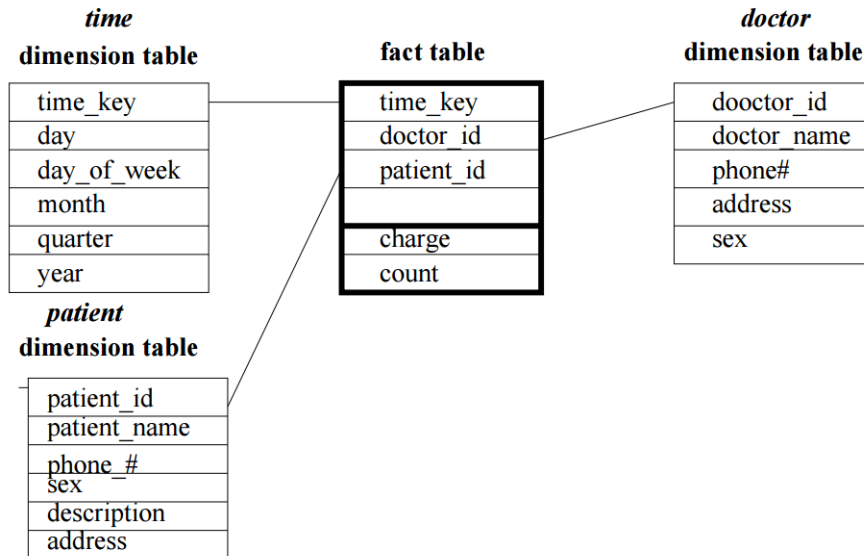 time
dimension table
time_key
day
day_of_week
month
quarter
year
fact table
time_key
doctor_id
patient_id
charge
count
doctor
dimension table
dooctor_id
doctor_name
phone#
address
sex
patient
dimension table
patient_id
patient_name
phone_#
sex
description
address